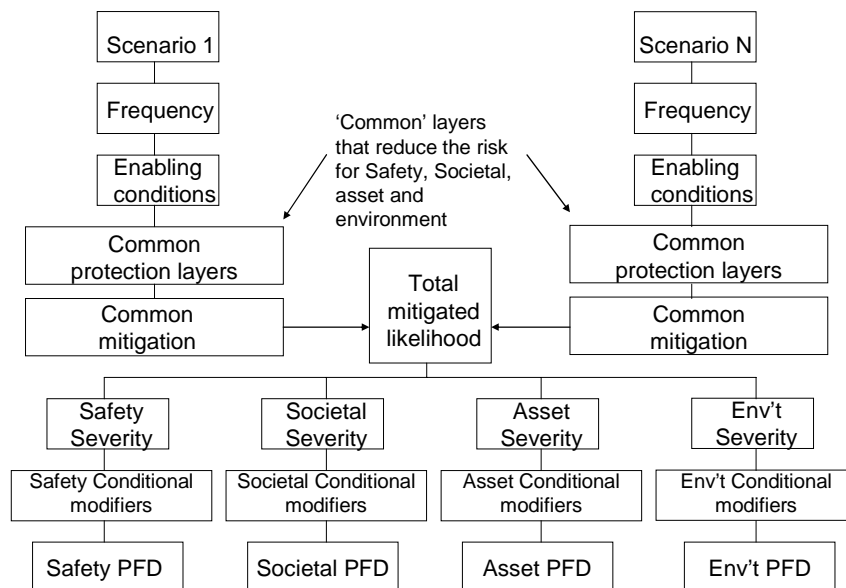 Scenario 1
Scenario N
Frequency
Frequency
‘Common’ layers
that reduce the risk
for Safety, Societal,
asset and
environment
Enabling
conditions
Enabling
conditions
Common
protection layers
Common
protection layers
Common
mitigation
Total
mitigated
likelihood
Common
mitigation
Safety
Severity
Societal
Severity
Asset
Severity
Env’t
Severity
Safety Conditional
modifiers
Societal Conditional
modifiers
Asset Conditional
modifiers
Env’t Conditional
modifiers
Safety PFD
Societal PFD
Asset PFD
Env’t PFD